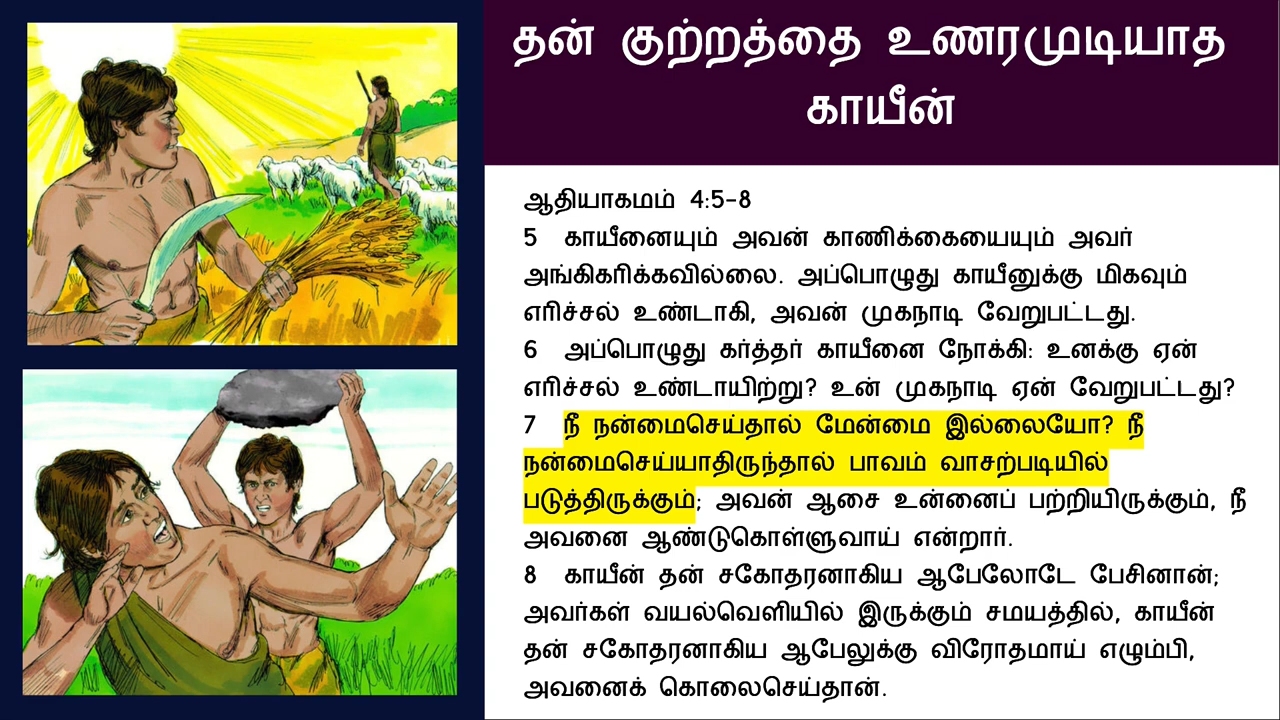 தன் குற்றத்தை உணரமுடியாத
காயீன்
ஆதியாகமம் 4:5-8
5 காயீனையும் அவன் காணிக்கையையும் அவர்
அங்கிகரிக்கவில்லை. அப்பொழுது காயீனுக்கு மிகவும்
எரிச்சல் உண்டாகி, அவன் முகநாடி வேறுபட்டது.
6 அப்பொழுது கர்த்தர் காயீனை நோக்கி: உனக்கு ஏன்
எரிச்சல் உண்டாயிற்று? உன் முகநாடி ஏன் வேறுபட்டது?
7 நீ நன்மைசெய்தால் மேன்மை இல்லையோ? நீ
நன்மைசெய்யாதிருந்தால் பாவம் வாசற்படியில்
படுத்திருக்கும்; அவன் ஆசை உன்னைப் பற்றியிருக்கும், நீ
அவனை ஆண்டுகொள்ளுவாய் என்றார்.
8 காயீன் தன் சகோதரனாகிய ஆபேலோடே பேசினான்;
அவர்கள் வயல்வெளியில் இருக்கும் சமயத்தில், காயீன்
தன் சகோதரனாகிய ஆபேலுக்கு விரோதமாய் எழும்பி,
அவனைக் கொலைசெய்தான்.